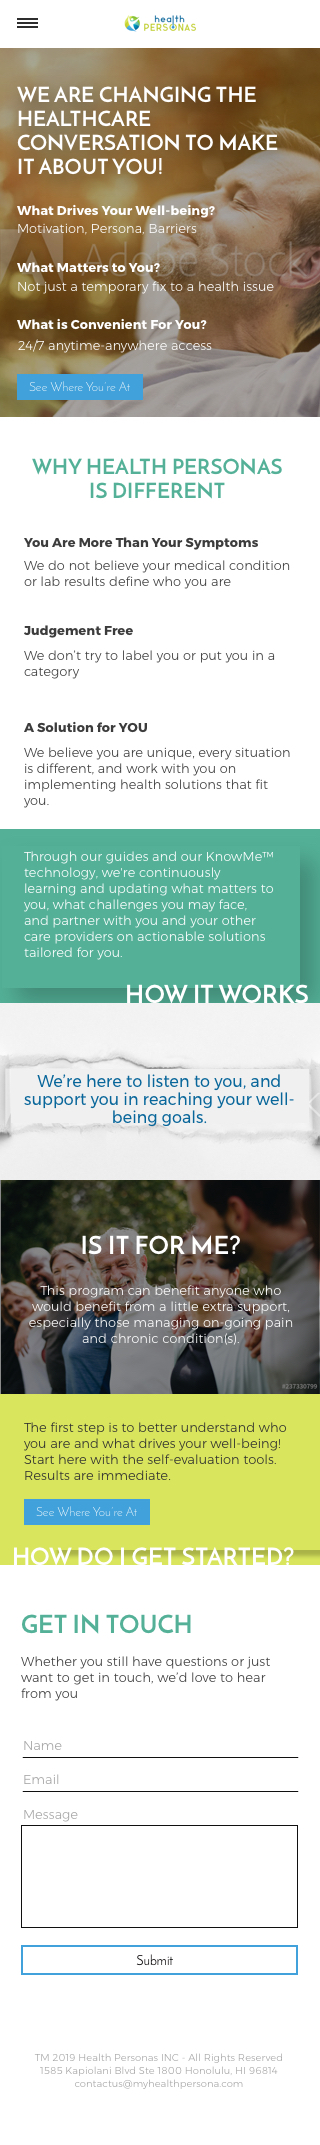 health
PERSONAS
WE ARE CHANGING THE
HEALTHCARE
CONVERSATION TO MAKE
IT ABOUT YOU!
What Drives Your Well-being?
Motivation, Persona, Barriers
Adobe Stock
What Matters to You?
Not just a temporary fix to a health issue
What is Convenient For You?
24/7 anytime-anywhere access
See Where You're At
WHY HEALTH PERSONAS
IS DIFFERENT
You Are More Than Your Symptoms
We do not believe your medical condition
or lab results define who you are
Judgement Free
We don't try to label you or put you in a
category
A Solution for YOU
We believe you are unique, every situation
is different, and work with you on
implementing health solutions that fit
you.
Through our guides and our KnowMe™
technology, we're continuously
learning and updating what matters to
you, what challenges you may face,
and partner with you and your other
care providers on actionable solutions
tailored for you.
HOW IT WORKS
We're here to listen to you, and
support you in reaching your well-
being goals.
IS IT FOR ME?
This program can benefit anyone who
would benefit from a little extra support,
especially those managing on-going pain
and chronic condition(s).
#237330799
The first step is to better understand who
you are and what drives your well-being!
Start here with the self-evaluation tools.
Results are immediate.
See Where You're At
HOW DO I GET STARTED?
GET IN TOUCH
Whether you still have questions or just
want to get in touch, we'd love to hear
from you
Name
Email
Message
Submit
TM 2019 Health Personas INC - All Rights Reserved
1585 Kapiolani Blvd Ste 1800 Honolulu, HI 96814
contactus@myhealthpersona.com